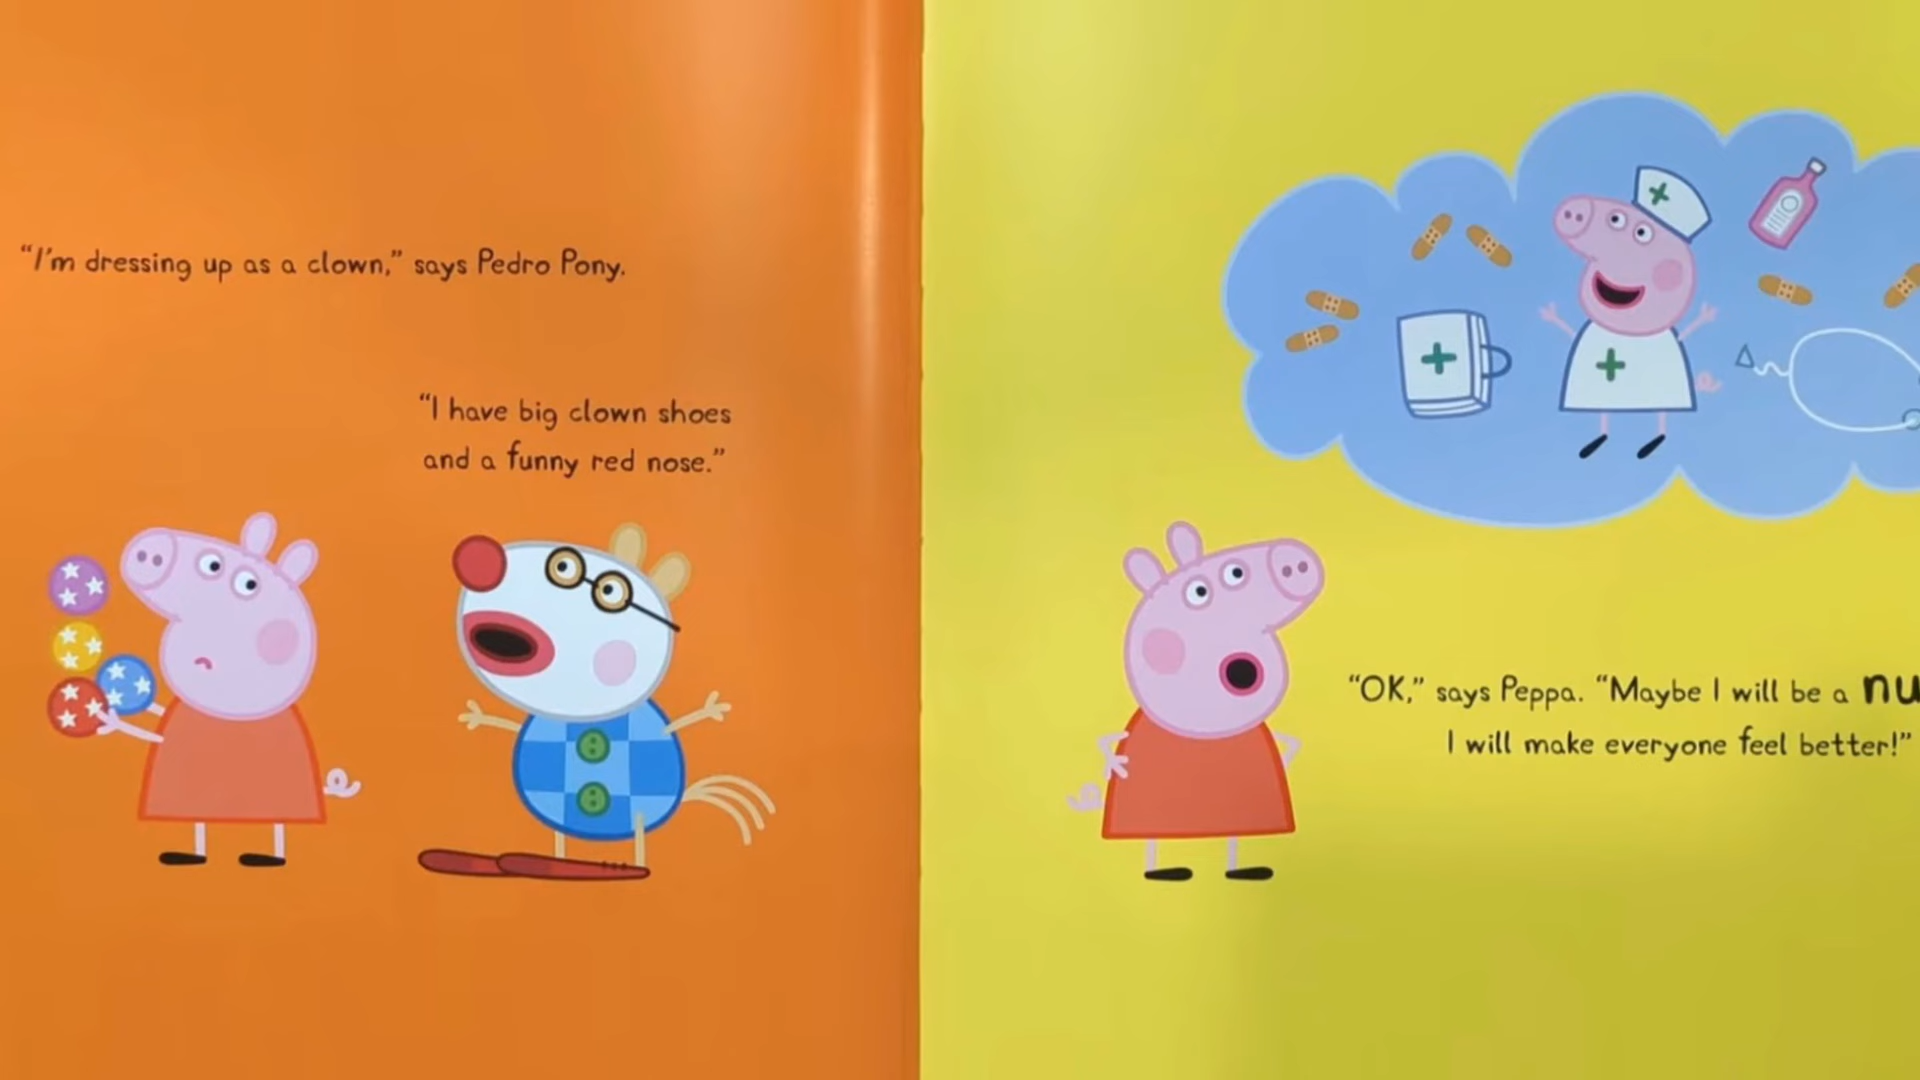 “I’m dressing up as a clown,” says Pedro Pony.
“I have big clown shoes
and a funny red nose.”
“OK,” says Peppa. “Maybe I will be a
I will make everyone feel better!”